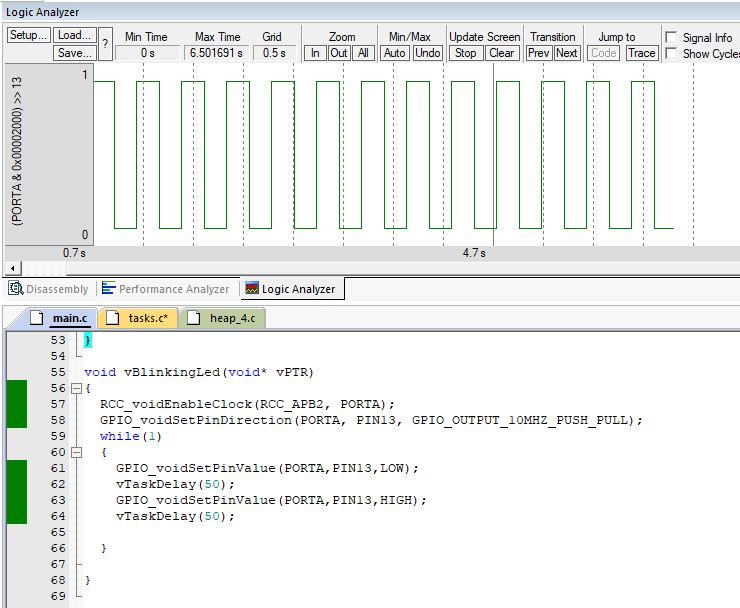 Logic Analyzer
Setup... Load... Save... ? Min Time Max Time Grid Zoom Min/Max Update Screen Transition Jump to Signal Info
0 s 6.501691 s 0.5 s In Out All Auto Undo Stop Clear Prev Next Code Trace Show Cycles
1
(PORTA & 0x00002000) >> 13
0
0.7 s 4.7 s
Disassembly Performance Analyzer Logic Analyzer
main.c tasks.c* heap_4.c
53 }
54
55 void vBlinkingLed(void* vPTR)
56 {
57 RCC_voidEnableClock(RCC_APB2, PORTA);
58 GPIO_voidSetPinDirection(PORTA, PIN13, GPIO_OUTPUT_10MHZ_PUSH_PULL);
59 while(1)
60 {
61 GPIO_voidSetPinValue(PORTA,PIN13,LOW);
62 vTaskDelay(50);
63 GPIO_voidSetPinValue(PORTA,PIN13,HIGH);
64 vTaskDelay(50);
65
66 }
67
68 }
69